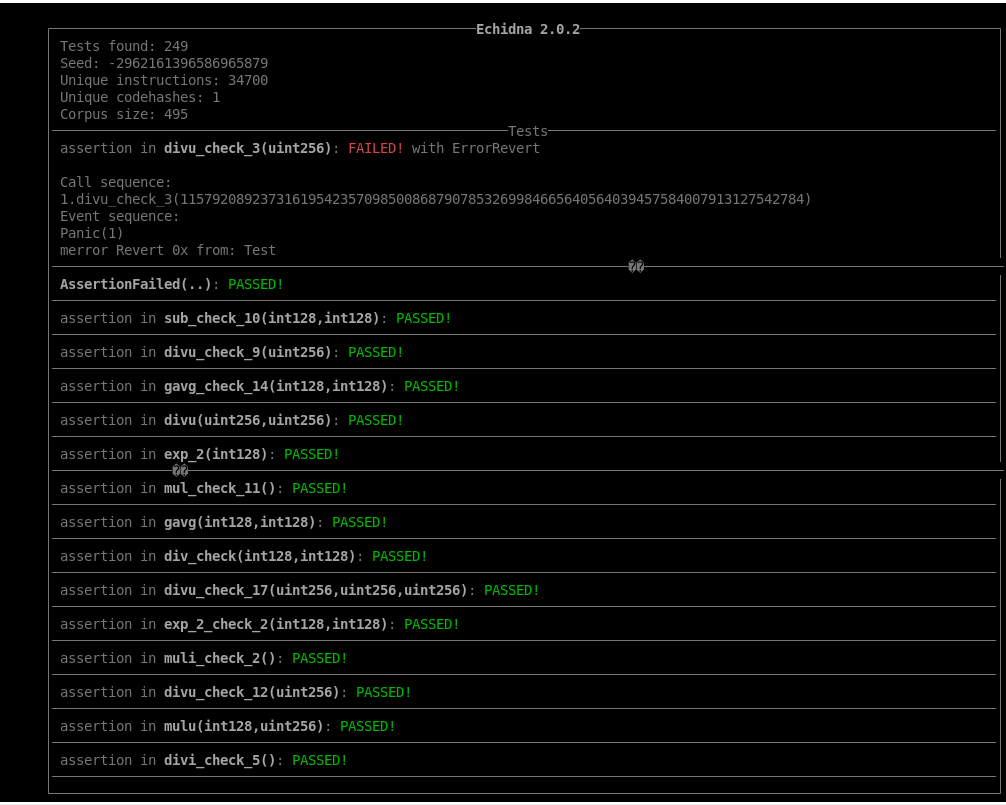 Echidna 2.0.2
Tests found: 249
Seed: -2962161396586965879
Unique instructions: 34700
Unique codehashes: 1
Corpus size: 495
Tests
assertion in divu_check_3(uint256): FAILED! with ErrorRevert
Call sequence:
1.divu_check_3(115792089237316195423570985008687907853269984665640564039457584007913127542784)
Event sequence:
Panic(1)
merror Revert 0x from: Test
AssertionFailed(..): PASSED!
assertion in sub_check_10(int128,int128): PASSED!
assertion in divu_check_9(uint256): PASSED!
assertion in gavg_check_14(int128,int128): PASSED!
assertion in divu(uint256,uint256): PASSED!
assertion in exp_2(int128): PASSED!
assertion in mul_check_11(): PASSED!
assertion in gavg(int128,int128): PASSED!
assertion in div_check(int128,int128): PASSED!
assertion in divu_check_17(uint256,uint256,uint256): PASSED!
assertion in exp_2_check_2(int128,int128): PASSED!
assertion in muli_check_2(): PASSED!
assertion in divu_check_12(uint256): PASSED!
assertion in mulu(int128,uint256): PASSED!
assertion in divi_check_5(): PASSED!